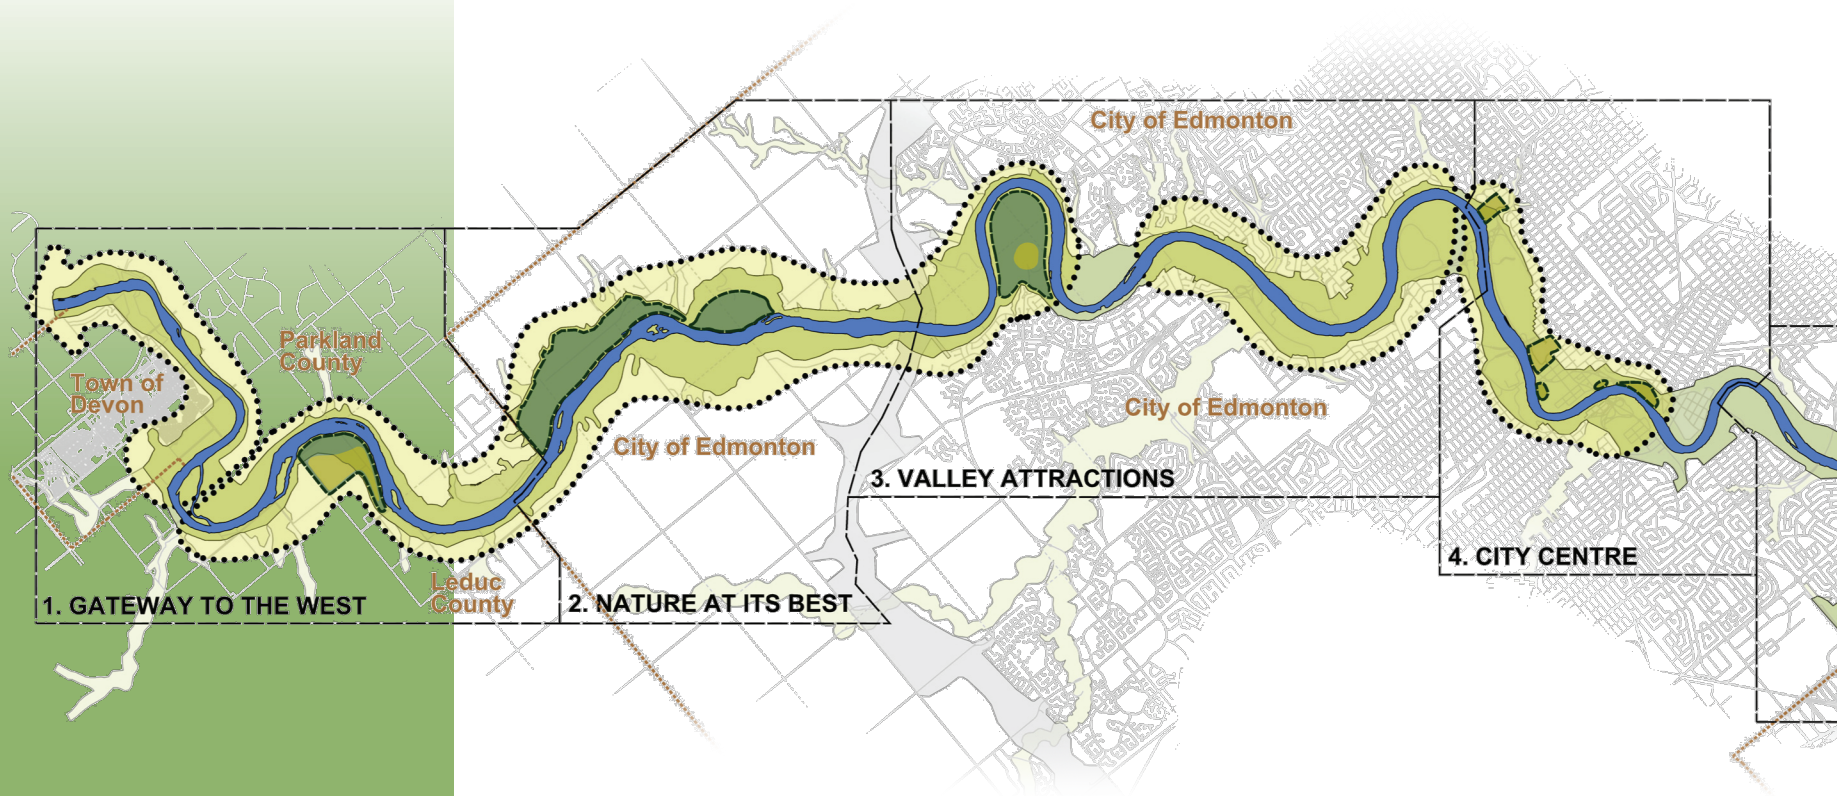 City of Edmonton
Parkland
County
Town of
Devon
City of Edmonton
City of Edmonton
3. VALLEY ATTRACTIONS
4. CITY CENTRE
Leduc
County
1. GATEWAY TO THE WEST
2. NATURE AT ITS BEST